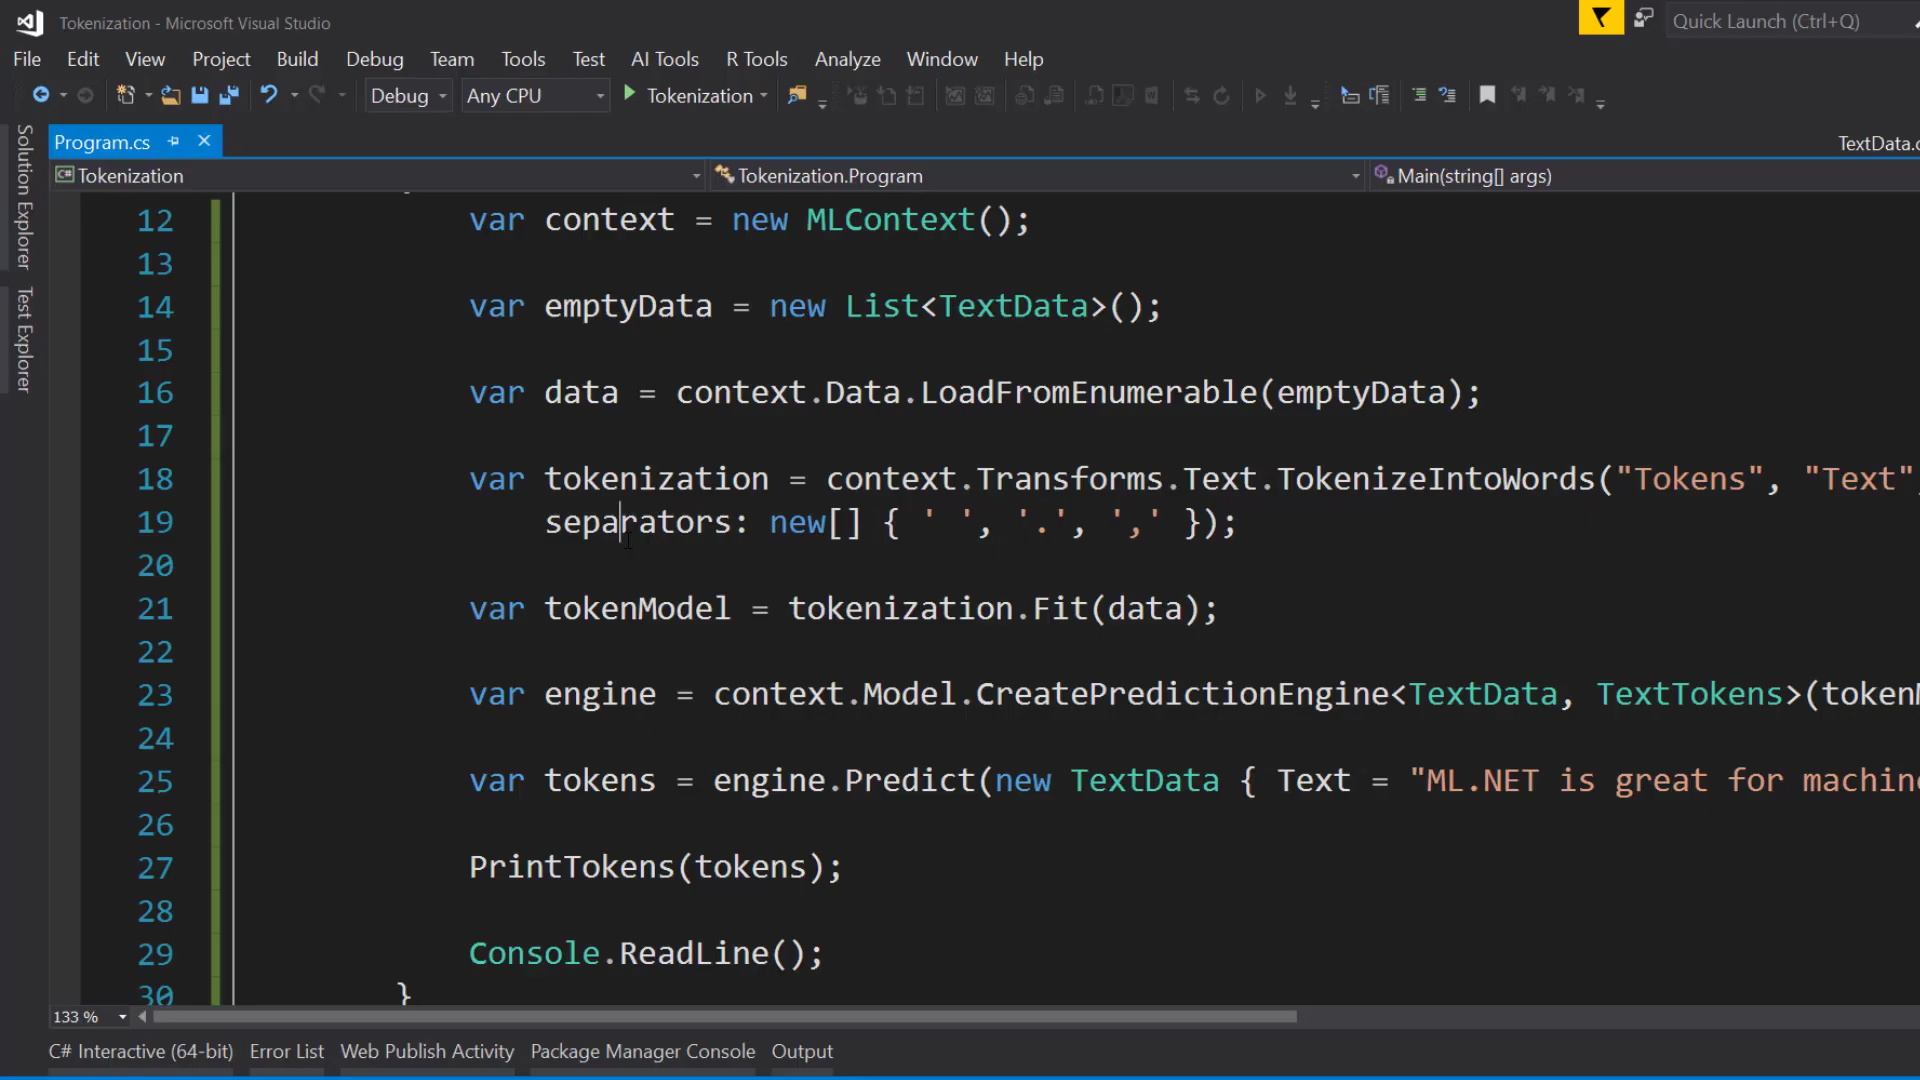 Tokenization - Microsoft Visual Studio
Quick Launch (Ctrl+Q)
File Edit View Project Build Debug Team Tools Test AI Tools R Tools Analyze Window Help
Debug Any CPU Tokenization
Solution Explorer
Test Explorer
Program.cs
TextData.c
C# Tokenization Tokenization.Program Main(string[] args)
12 var context = new MLContext();
13
14 var emptyData = new List<TextData>();
15
16 var data = context.Data.LoadFromEnumerable(emptyData);
17
18 var tokenization = context.Transforms.Text.TokenizeIntoWords("Tokens", "Text",
19 separators: new[] { ' ', '.', ',' });
20
21 var tokenModel = tokenization.Fit(data);
22
23 var engine = context.Model.CreatePredictionEngine<TextData, TextTokens>(tokenM
24
25 var tokens = engine.Predict(new TextData { Text = "ML.NET is great for machine
26
27 PrintTokens(tokens);
28
29 Console.ReadLine();
30 }
133 %
C# Interactive (64-bit) Error List Web Publish Activity Package Manager Console Output